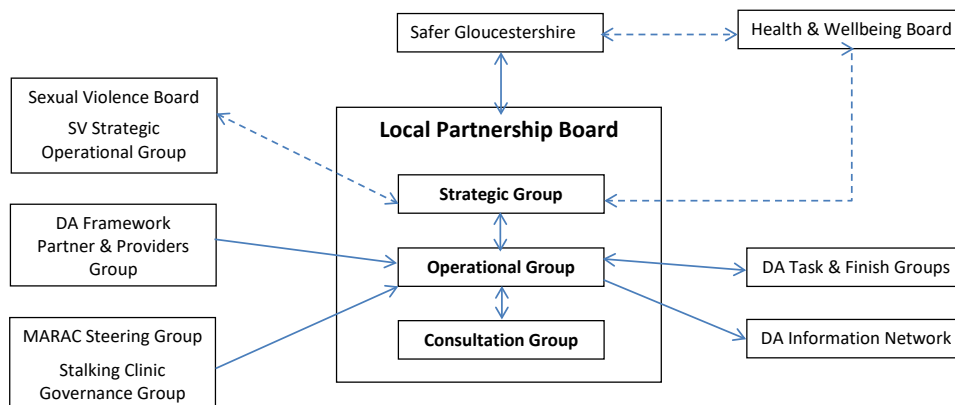 Safer Gloucestershire
Health & Wellbeing Board
Sexual Violence Board
SV Strategic
Operational Group
Local Partnership Board
Strategic Group
DA Framework
Partner & Providers
Group
Operational Group
DA Task & Finish Groups
MARAC Steering Group
Stalking Clinic
Governance Group
Consultation Group
DA Information Network